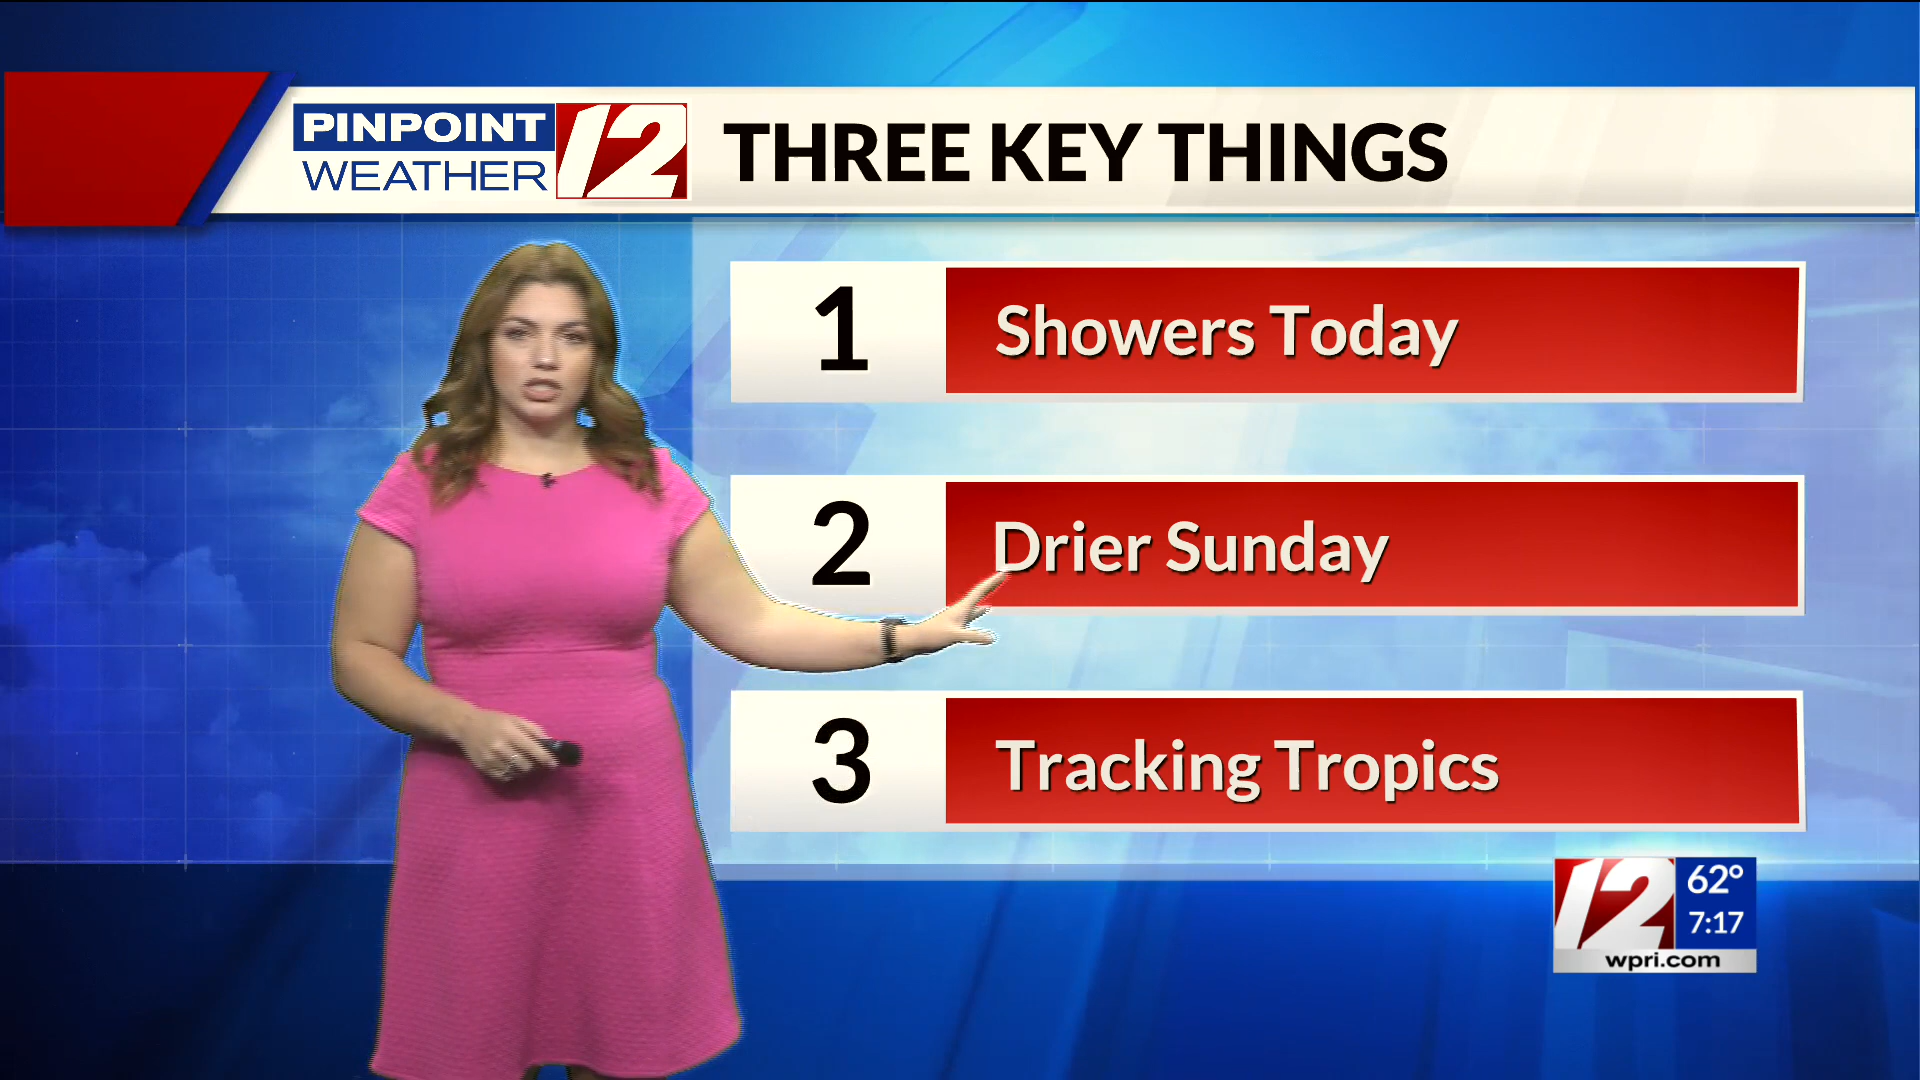 PINPOINT
WEATHER
12
THREE KEY THINGS
1
Showers Today
2
Drier Sunday
3
Tracking Tropics
12
62°
7:17
wpri.com